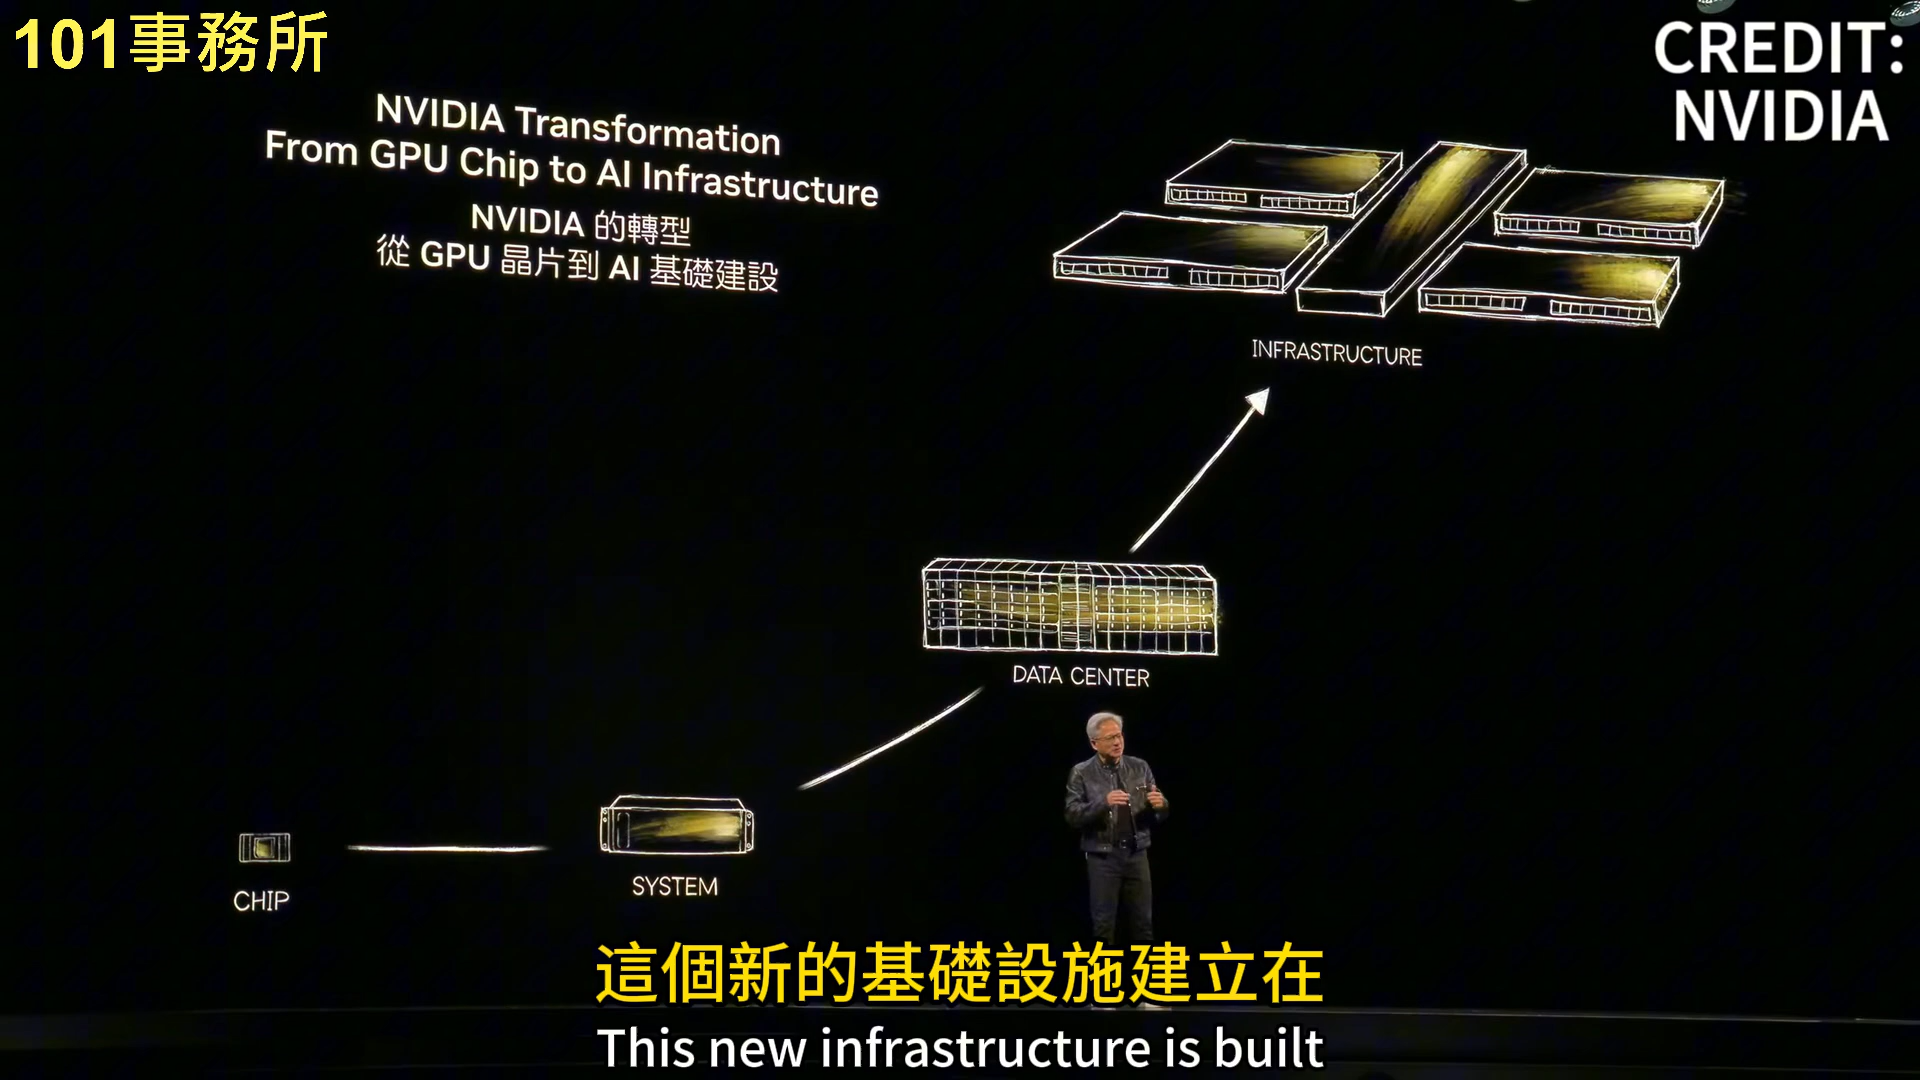 101事務所
CREDIT:
NVIDIA
NVIDIA Transformation
From GPU Chip to AI Infrastructure
NVIDIA 的轉型
從 GPU 晶片到 AI 基礎建設
INFRASTRUCTURE
DATA CENTER
SYSTEM
CHIP
這個新的基礎設施建立在
This new infrastructure is built